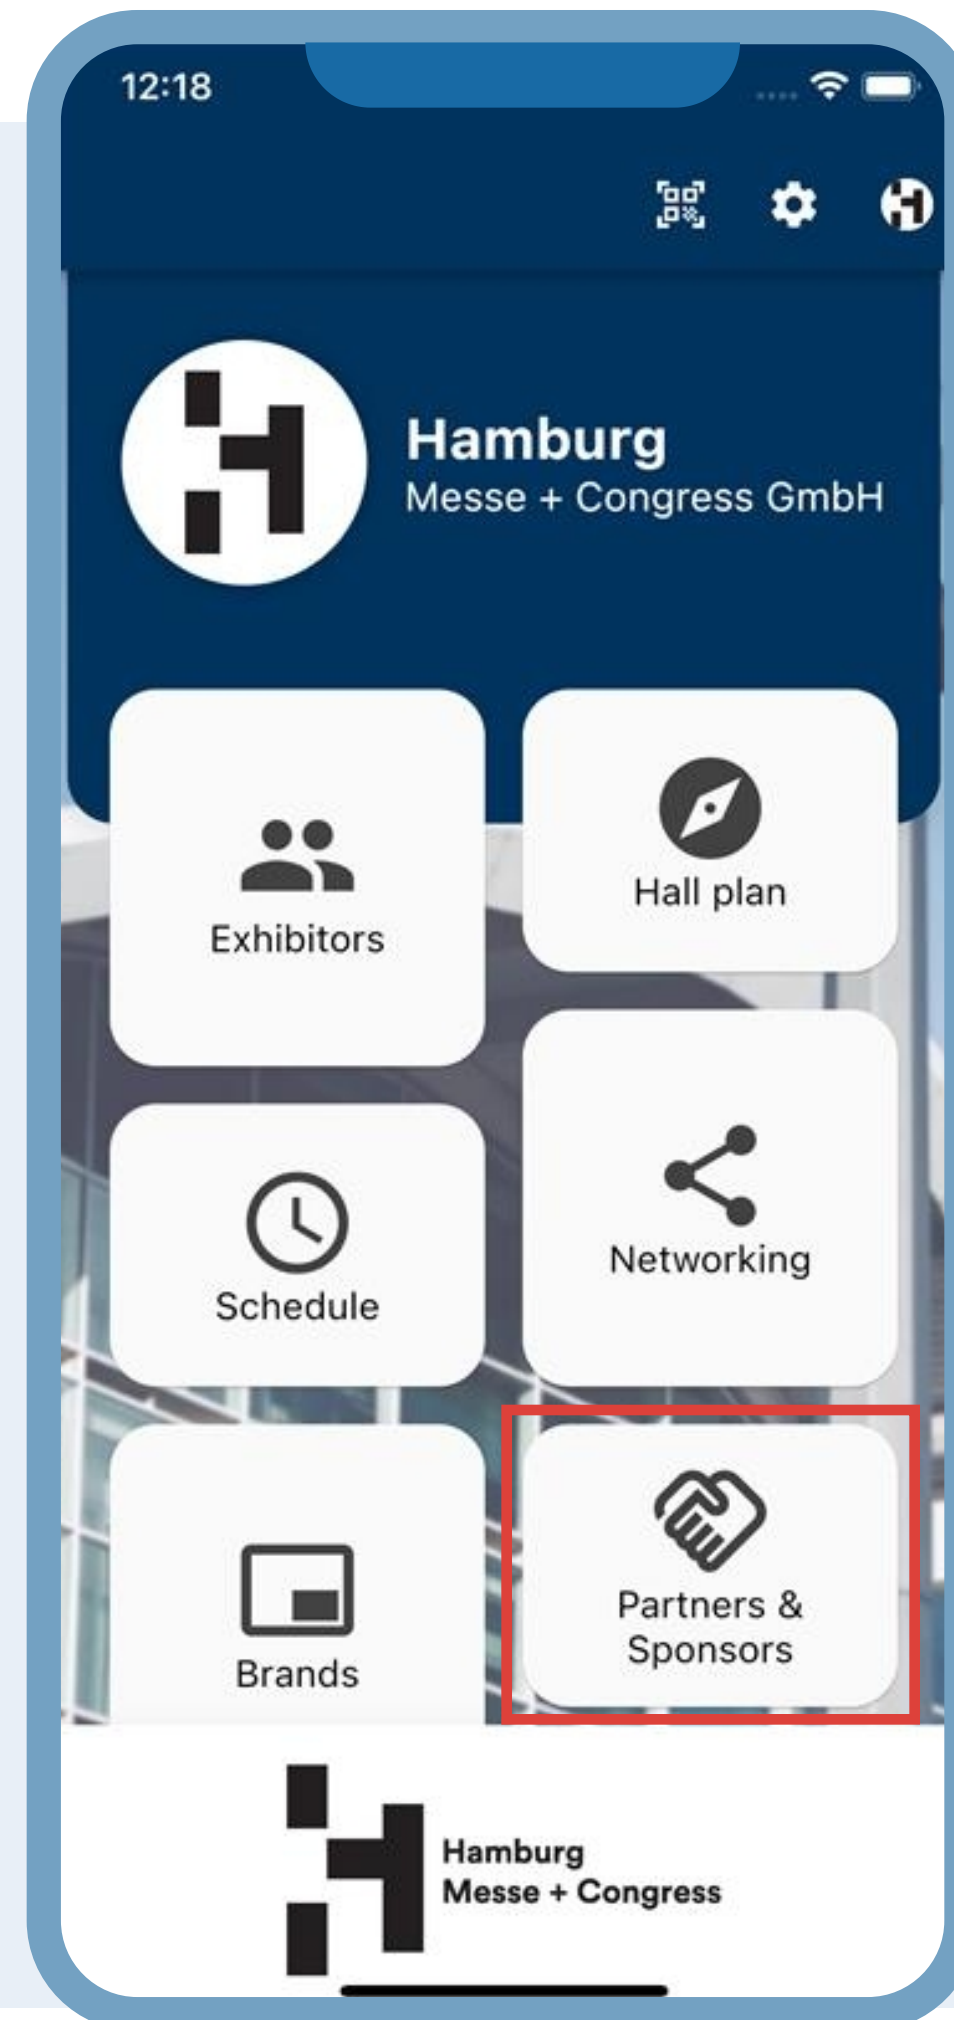 12:18
Hamburg
Messe + Congress GmbH
Exhibitors
Hall plan
Schedule
Networking
Brands
Partners &
Sponsors
Hamburg
Messe + Congress